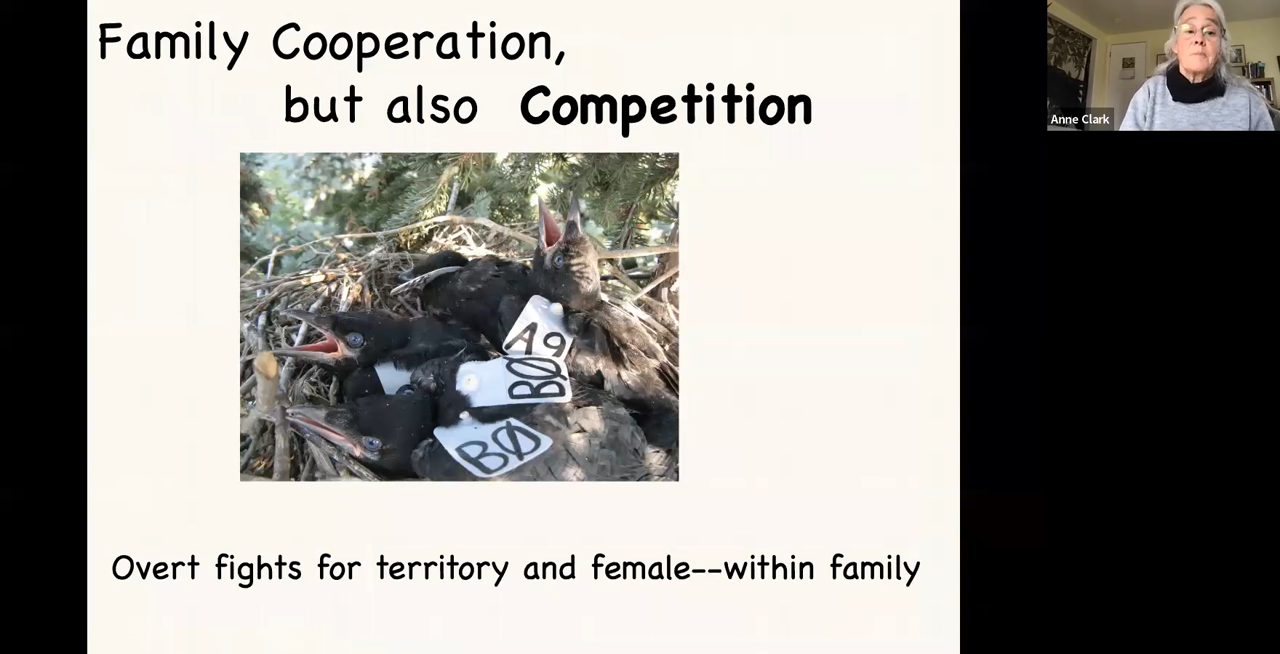 Family Cooperation,
but also Competition
A9
BØ
BØ
Overt fights for territory and female--within family
Anne Clark